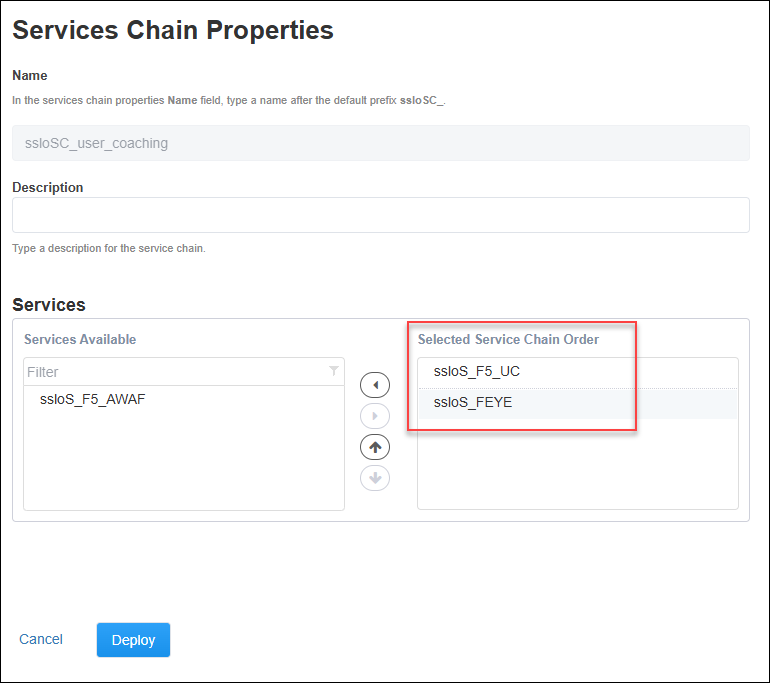 Services Chain Properties
Name
In the services chain properties Name field, type a name after the default prefix ssloSC_.
ssloSC_user_coaching
Description
Type a description for the service chain.
Services
Services Available
Filter
ssloS_F5_AWAF
Selected Service Chain Order
ssloS_F5_UC
ssloS_FEYE
Cancel
Deploy